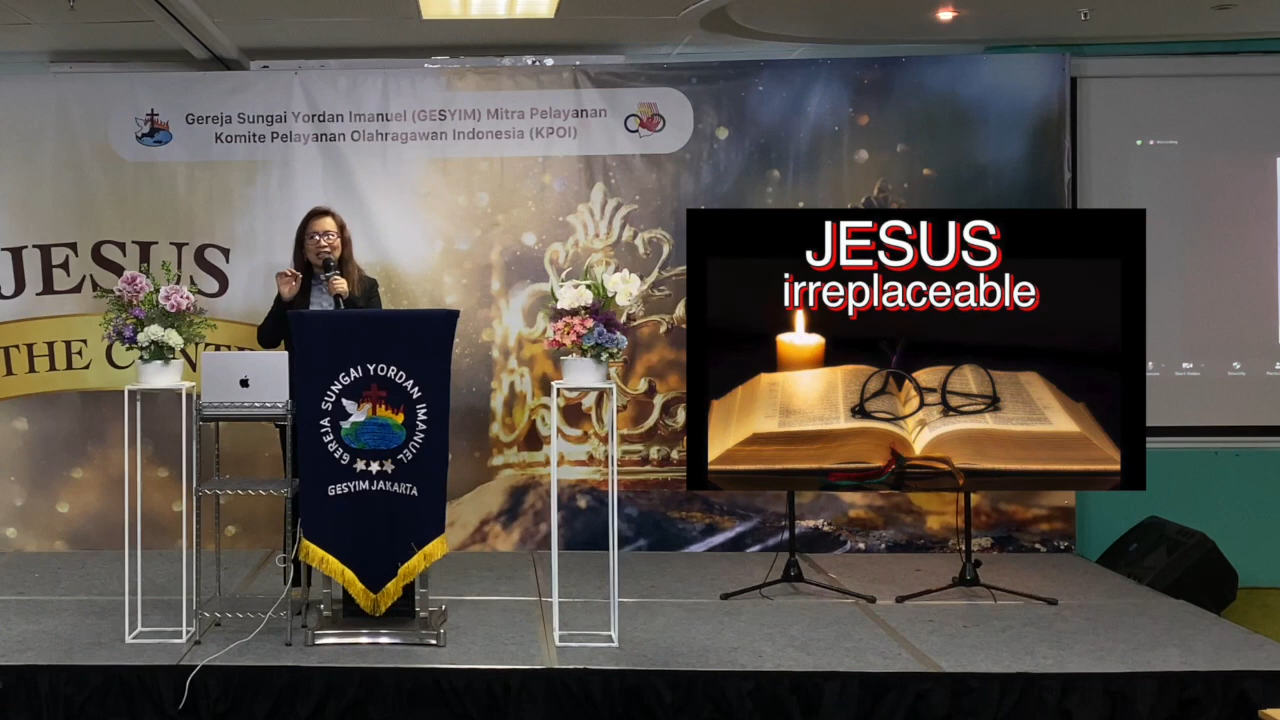 Gereja Sungai Yordan Imanuel (GESYIM) Mitra Pelayanan
Komite Pelayanan Olahragawan Indonesia (KPOI)
JESUS
THE
JESUS
irreplaceable
GEREJA SUNGAI YORDAN IMANUEL
GESYIM JAKARTA